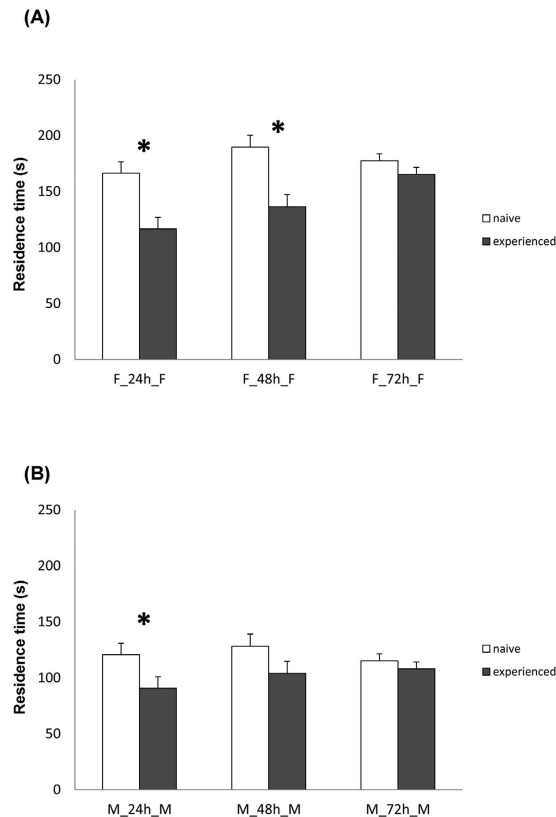 (A)
250
200
150
100
50
0
Residence time (s)
*
*
naive
experienced
F_24h_F
F_48h_F
F_72h_F
(B)
250
200
150
100
50
0
Residence time (s)
*
naive
experienced
M_24h_M
M_48h_M
M_72h_M